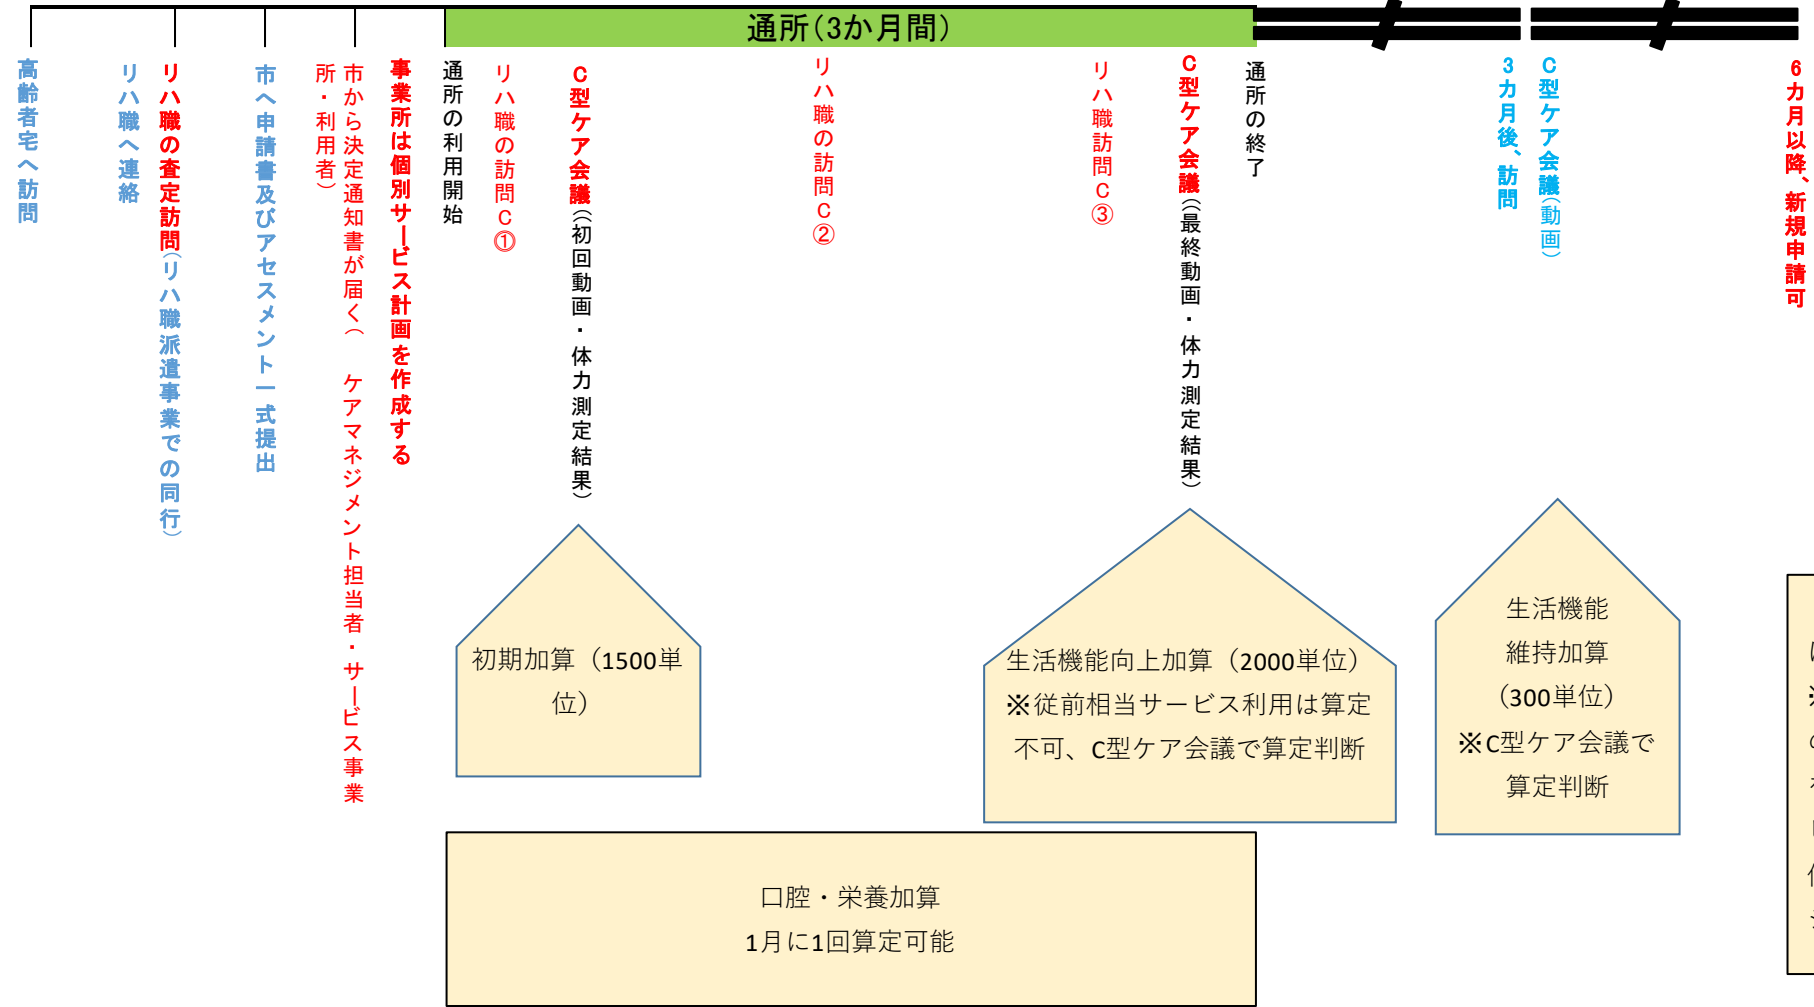 通所（3か月間）
高齢者宅へ訪問
リハ職へ連絡
リハ職の査定訪問（リハ職派遣事業での同行）
市へ申請書及びアセスメント一式提出
市から決定通知書が届く（ ケアマネジメント担当者・サービス事業
所・利用者）
事業所は個別サービス計画を作成する
通所の利用開始
リハ職の訪問C①
C型ケア会議（（初回動画・体力測定結果）
リハ職の訪問C②
リハ職訪問C③
C型ケア会議（（最終動画・体力測定結果）
通所の終了
3カ月後、訪問
C型ケア会議（動画）
6カ月以降、新規申請可
初期加算（1500単
位）
生活機能向上加算（2000単位）
※従前相当サービス利用は算定
不可、C型ケア会議で算定判断
生活機能
維持加算
（300単位）
※C型ケア会議で
算定判断
口腔・栄養加算
1月に1回算定可能